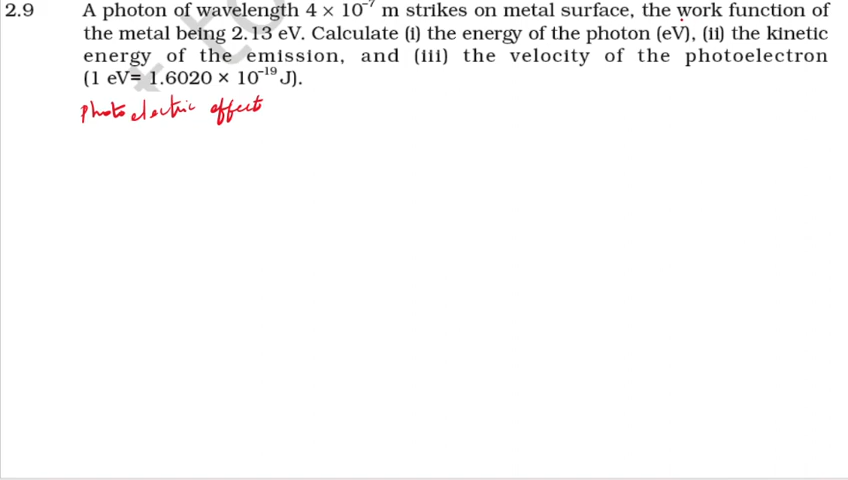 2.9 A photon of wavelength 4 × 10⁻⁷ m strikes on metal surface, the work function of
the metal being 2.13 eV. Calculate (i) the energy of the photon (eV), (ii) the kinetic
energy of the emission, and (iii) the velocity of the photoelectron
(1 eV= 1.6020 × 10⁻¹⁹ J).
Photoelectric effect